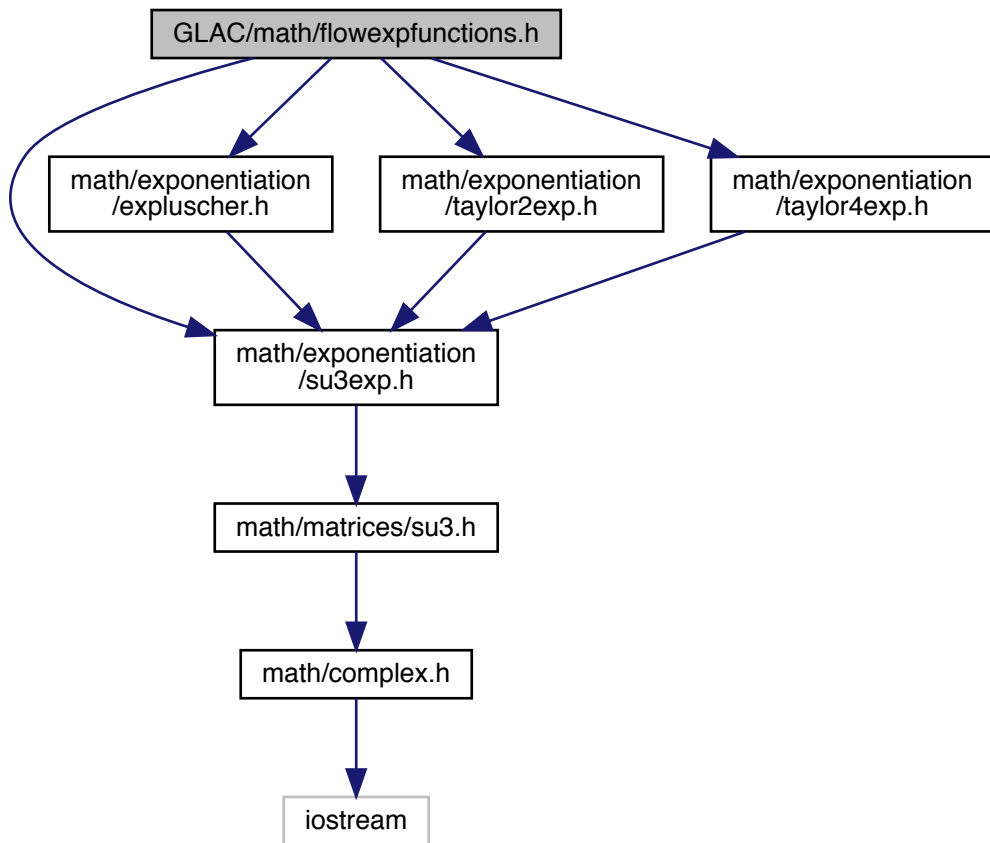 GLAC/math/flowexpfunctions.h
math/exponentiation
/expluscher.h
math/exponentiation
/taylor2exp.h
math/exponentiation
/taylor4exp.h
math/exponentiation
/su3exp.h
math/matrices/su3.h
math/complex.h
iostream